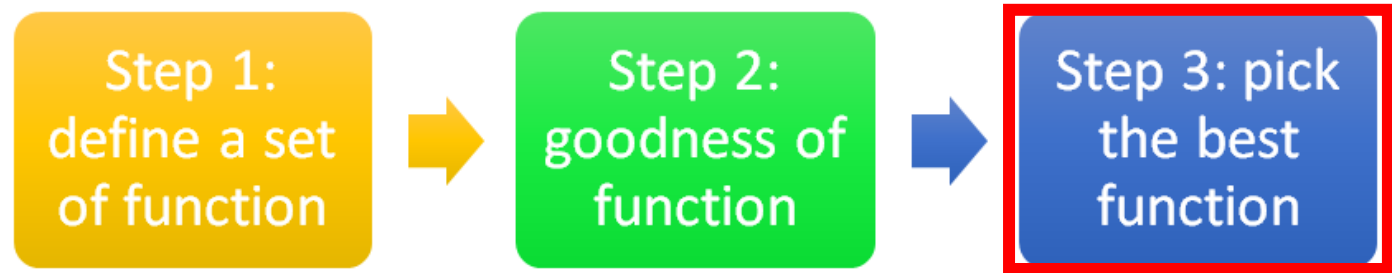 Step 1:
define a set
of function
Step 2:
goodness of
function
Step 3: pick
the best
function